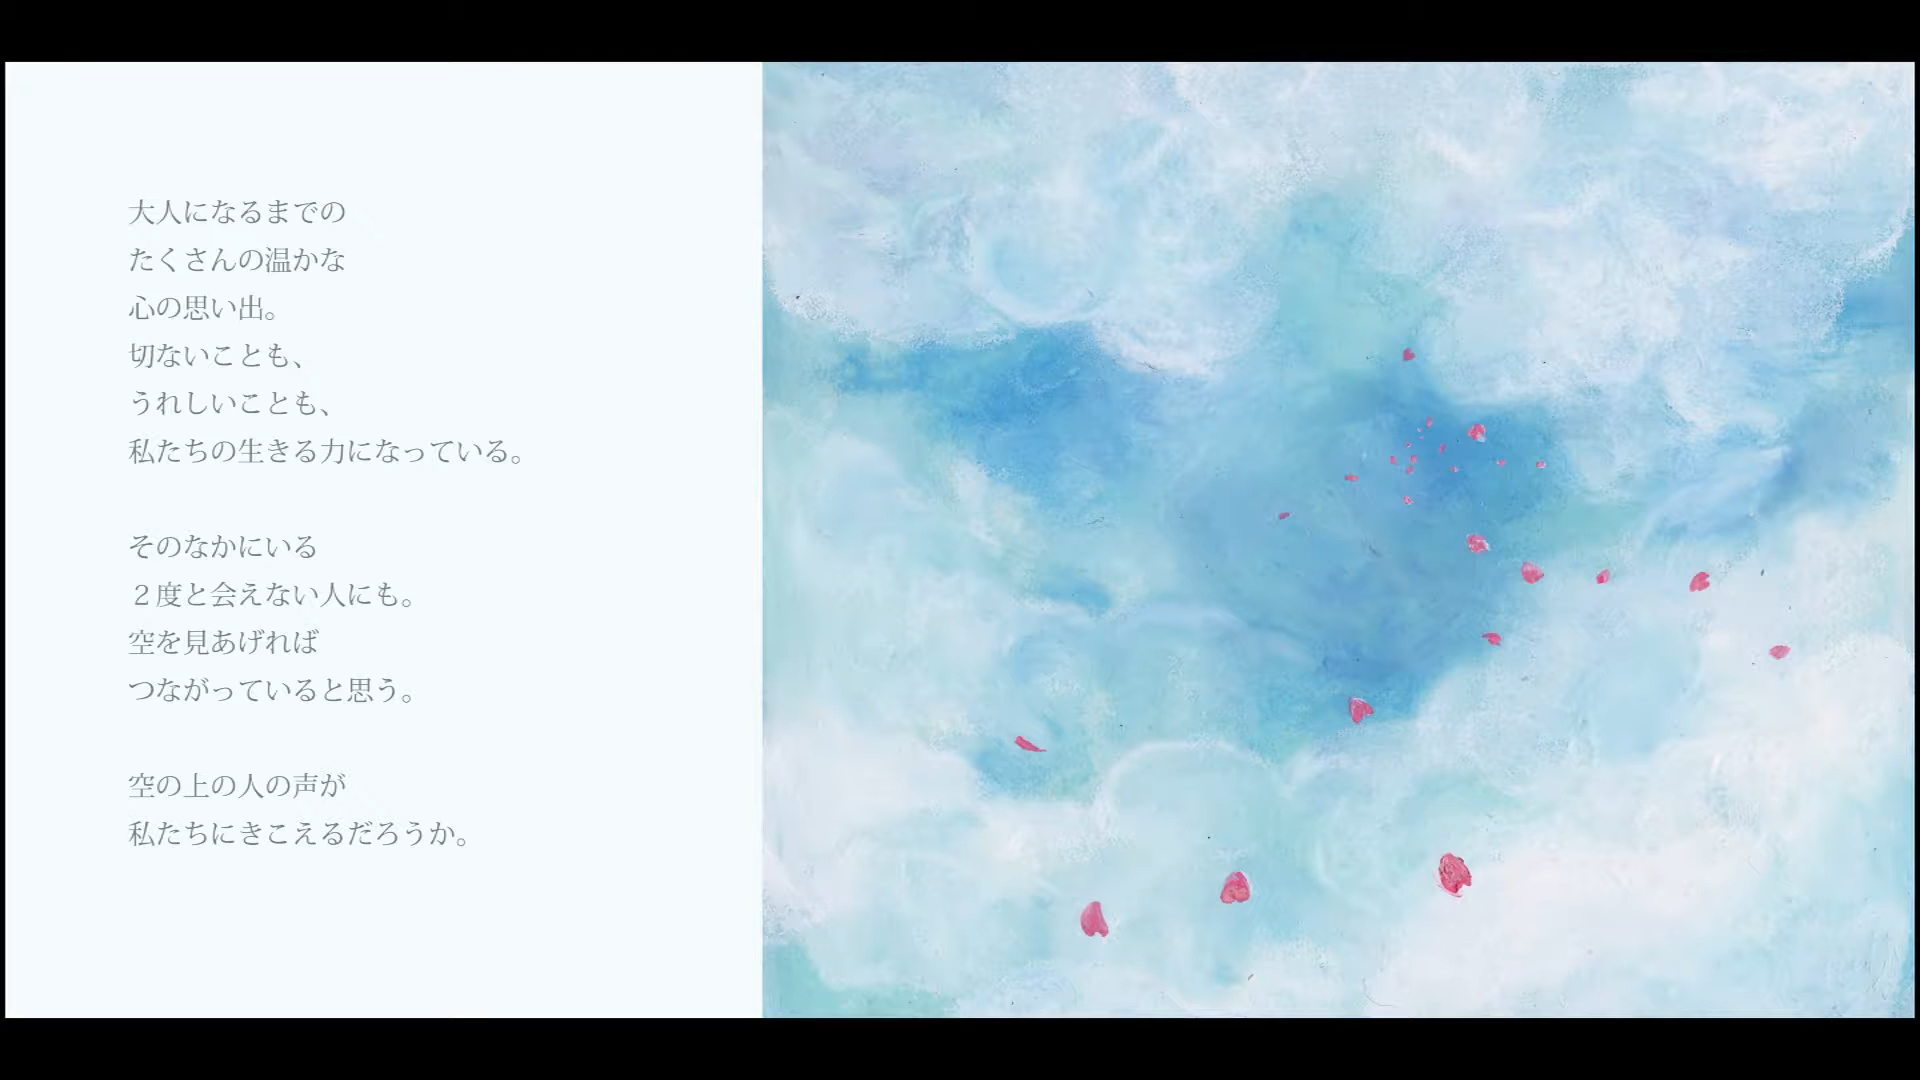 大人になるまでの
たくさんの温かな
心の思い出。
切ないことも、
うれしいことも、
私たちの生きる力になっている。
そのなかにいる
２度と会えない人にも。
空を見あげれば
つながっていると思う。
空の上の人の声が
私たちにきこえるだろうか。